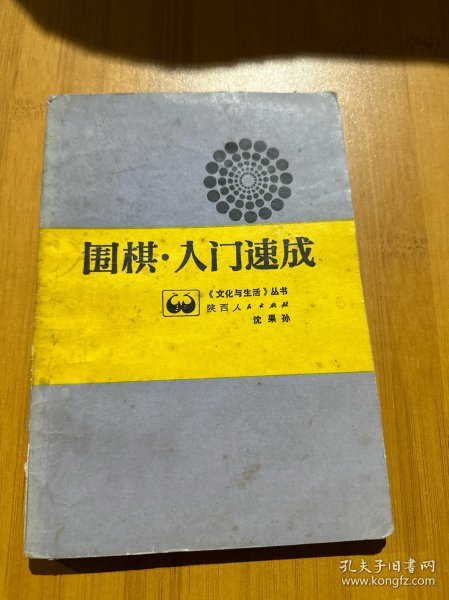 围棋·入门速成
《文化与生活》丛书
陕西人民出版社
沈果孙
孔夫子旧书网
www.kongfz.com